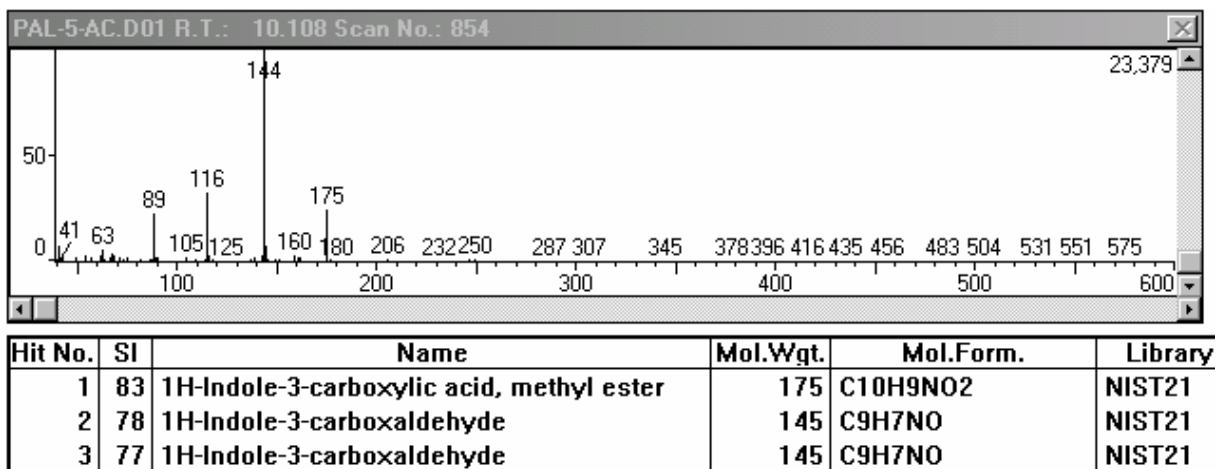 PAL-5-AC.D01 R.T.: 10.108 Scan No.: 854
23,379
144
50
116
89
175
41 63
0
105 125 160 180 206 232 250 287 307 345 378 396 416 435 456 483 504 531 551 575
100 200 300 400 500 600
Hit No. SI Name Mol.Wgt. Mol.Form. Library
1 83 1H-Indole-3-carboxylic acid, methyl ester 175 C10H9NO2 NIST21
2 78 1H-Indole-3-carboxaldehyde 145 C9H7NO NIST21
3 77 1H-Indole-3-carboxaldehyde 145 C9H7NO NIST21